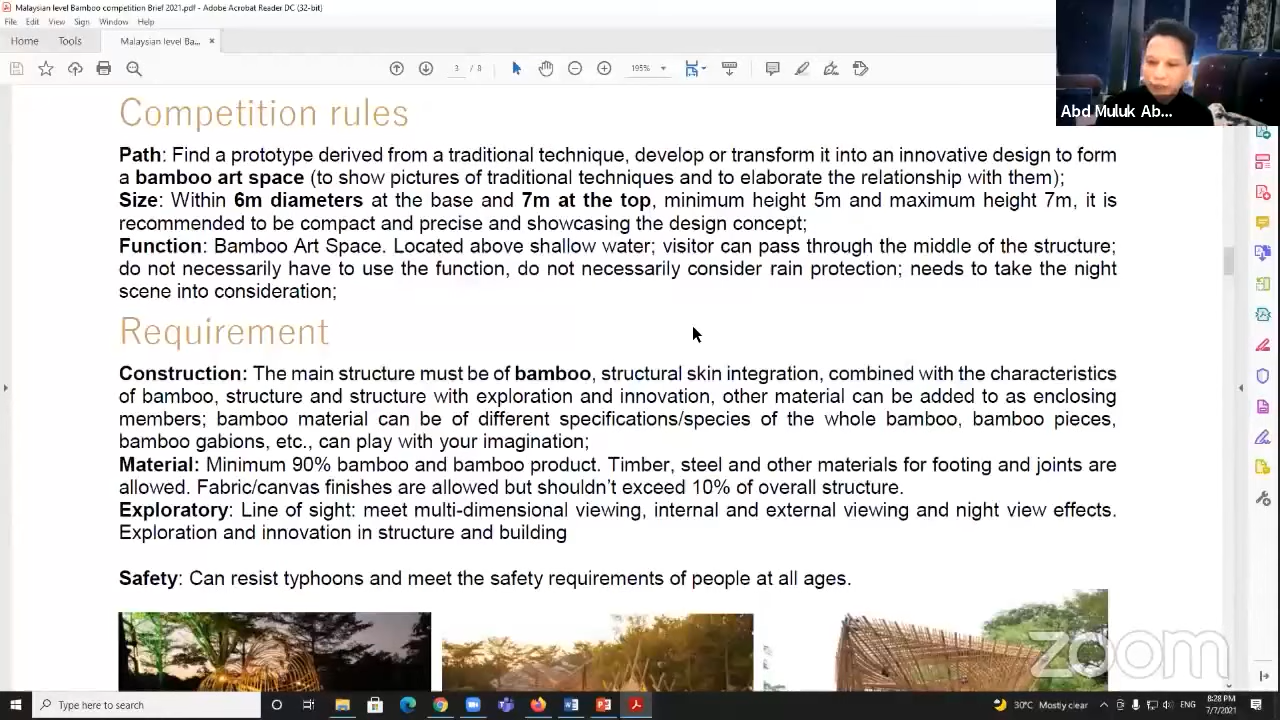 Malaysian level Bamboo competition Brief 2021.pdf - Adobe Acrobat Reader DC (32-bit)
File Edit View Sign Window Help
Home Tools Malaysian level Ba... ×
/ 8 195%
Abd Muluk Ab...
Competition rules
Path: Find a prototype derived from a traditional technique, develop or transform it into an innovative design to form
a bamboo art space (to show pictures of traditional techniques and to elaborate the relationship with them);
Size: Within 6m diameters at the base and 7m at the top, minimum height 5m and maximum height 7m, it is
recommended to be compact and precise and showcasing the design concept;
Function: Bamboo Art Space. Located above shallow water; visitor can pass through the middle of the structure;
do not necessarily have to use the function, do not necessarily consider rain protection; needs to take the night
scene into consideration;
Requirement
Construction: The main structure must be of bamboo, structural skin integration, combined with the characteristics
of bamboo, structure and structure with exploration and innovation, other material can be added to as enclosing
members; bamboo material can be of different specifications/species of the whole bamboo, bamboo pieces,
bamboo gabions, etc., can play with your imagination;
Material: Minimum 90% bamboo and bamboo product. Timber, steel and other materials for footing and joints are
allowed. Fabric/canvas finishes are allowed but shouldn't exceed 10% of overall structure.
Exploratory: Line of sight: meet multi-dimensional viewing, internal and external viewing and night view effects.
Exploration and innovation in structure and building
Safety: Can resist typhoons and meet the safety requirements of people at all ages.
zoom
Type here to search
30°C Mostly clear ENG 8:28 PM
7/7/2021